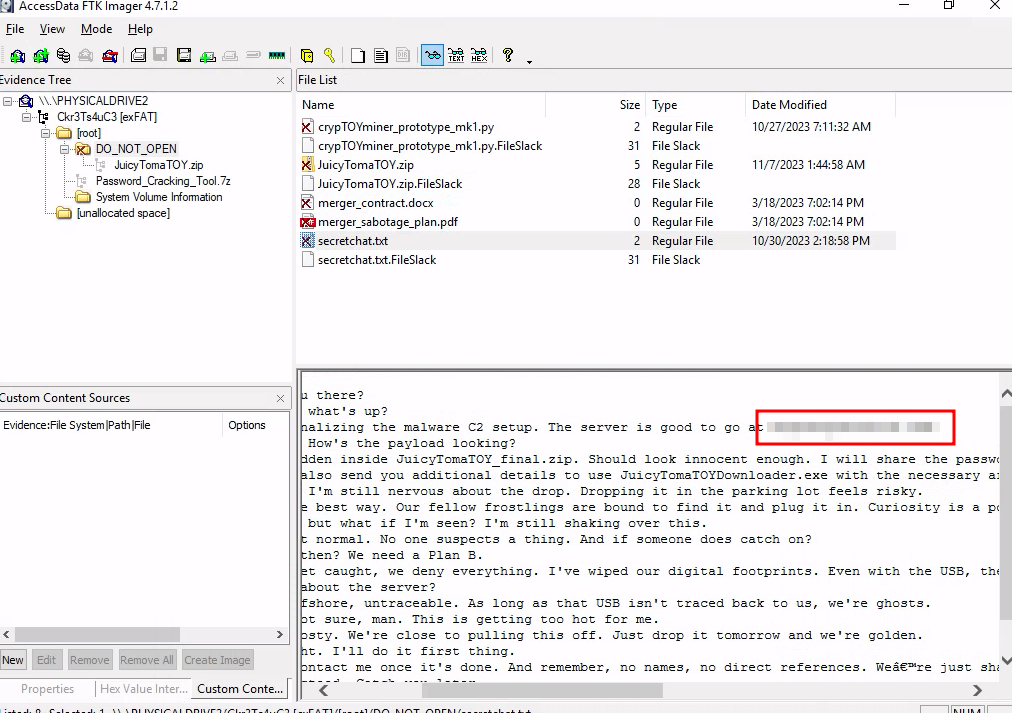 AccessData FTK Imager 4.7.1.2
File View Mode Help
Evidence Tree
\\.\PHYSICALDRIVE2
Ckr3Ts4uC3 [exFAT]
[root]
DO_NOT_OPEN
JuicyTomaTOY.zip
Password_Cracking_Tool.7z
System Volume Information
[unallocated space]
File List
Name Size Type Date Modified
crypTOYminer_prototype_mk1.py 2 Regular File 10/27/2023 7:11:32 AM
crypTOYminer_prototype_mk1.py.FileSlack 31 File Slack
JuicyTomaTOY.zip 5 Regular File 11/7/2023 1:44:58 AM
JuicyTomaTOY.zip.FileSlack 28 File Slack
merger_contract.docx 0 Regular File 3/18/2023 7:02:14 PM
merger_sabotage_plan.pdf 0 Regular File 3/18/2023 7:02:14 PM
secretchat.txt 2 Regular File 10/30/2023 2:18:58 PM
secretchat.txt.FileSlack 31 File Slack
Custom Content Sources
Evidence:File System|Path|File Options
New Edit Remove Remove All Create Image
Properties Hex Value Inter... Custom Conte...
u there?
what's up?
nalizing the malware C2 setup. The server is good to go at
How's the payload looking?
dden inside JuicyTomaTOY_final.zip. Should look innocent enough. I will share the passwo
also send you additional details to use JuicyTomaTOYDownloader.exe with the necessary a
I'm still nervous about the drop. Dropping it in the parking lot feels risky.
e best way. Our fellow frostlings are bound to find it and plug it in. Curiosity is a po
but what if I'm seen? I'm still shaking over this.
t normal. No one suspects a thing. And if someone does catch on?
then? We need a Plan B.
et caught, we deny everything. I've wiped our digital footprints. Even with the USB, the
about the server?
fshore, untraceable. As long as that USB isn't traced back to us, we're ghosts.
ot sure, man. This is getting too hot for me.
osty. We're close to pulling this off. Just drop it tomorrow and we're golden.
ht. I'll do it first thing.
ontact me once it's done. And remember, no names, no direct references. Weâ€™re just sha